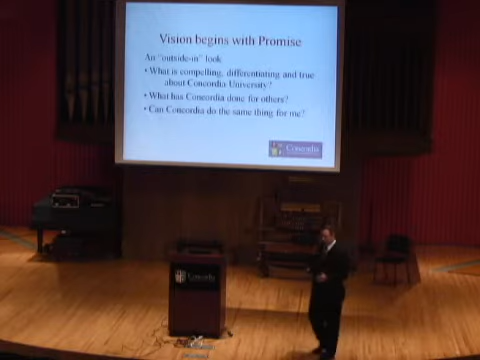 Vision begins with Promise
An "outside-in" look
• What is compelling, differentiating and true
about Concordia University?
• What has Concordia done for others?
• Can Concordia do the same thing for me?
Concordia
Concordia